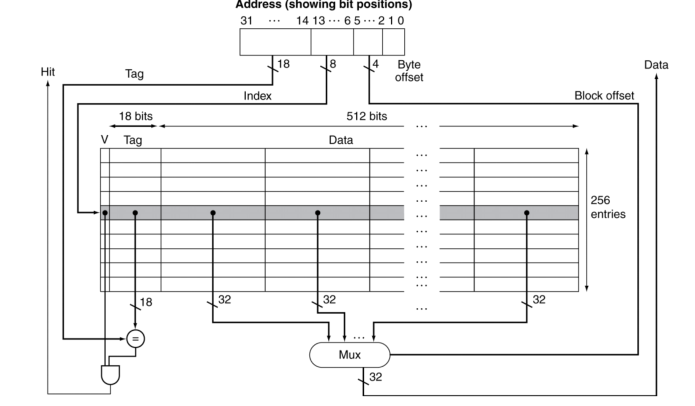 Address (showing bit positions)
31 ··· 14 13 ··· 6 5 ··· 2 1 0
18 8 4 Byte
offset
Hit
Tag
Data
Index
Block offset
18 bits
512 bits
···
V Tag Data
···
···
···
···
···
···
···
···
···
···
256
entries
18
32
32
···
32
=
···
Mux
32